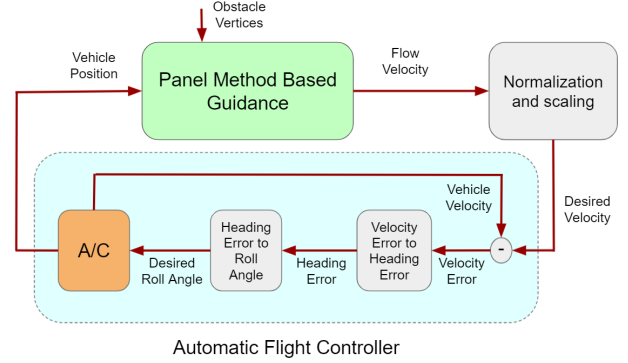 Obstacle
Vertices
Vehicle
Position
Panel Method Based
Guidance
Flow
Velocity
Normalization
and scaling
Vehicle
Velocity
Desired
Velocity
A/C
Desired
Roll Angle
Heading
Error to
Roll
Angle
Heading
Error
Velocity
Error to
Heading
Error
Velocity
Error
-
Automatic Flight Controller